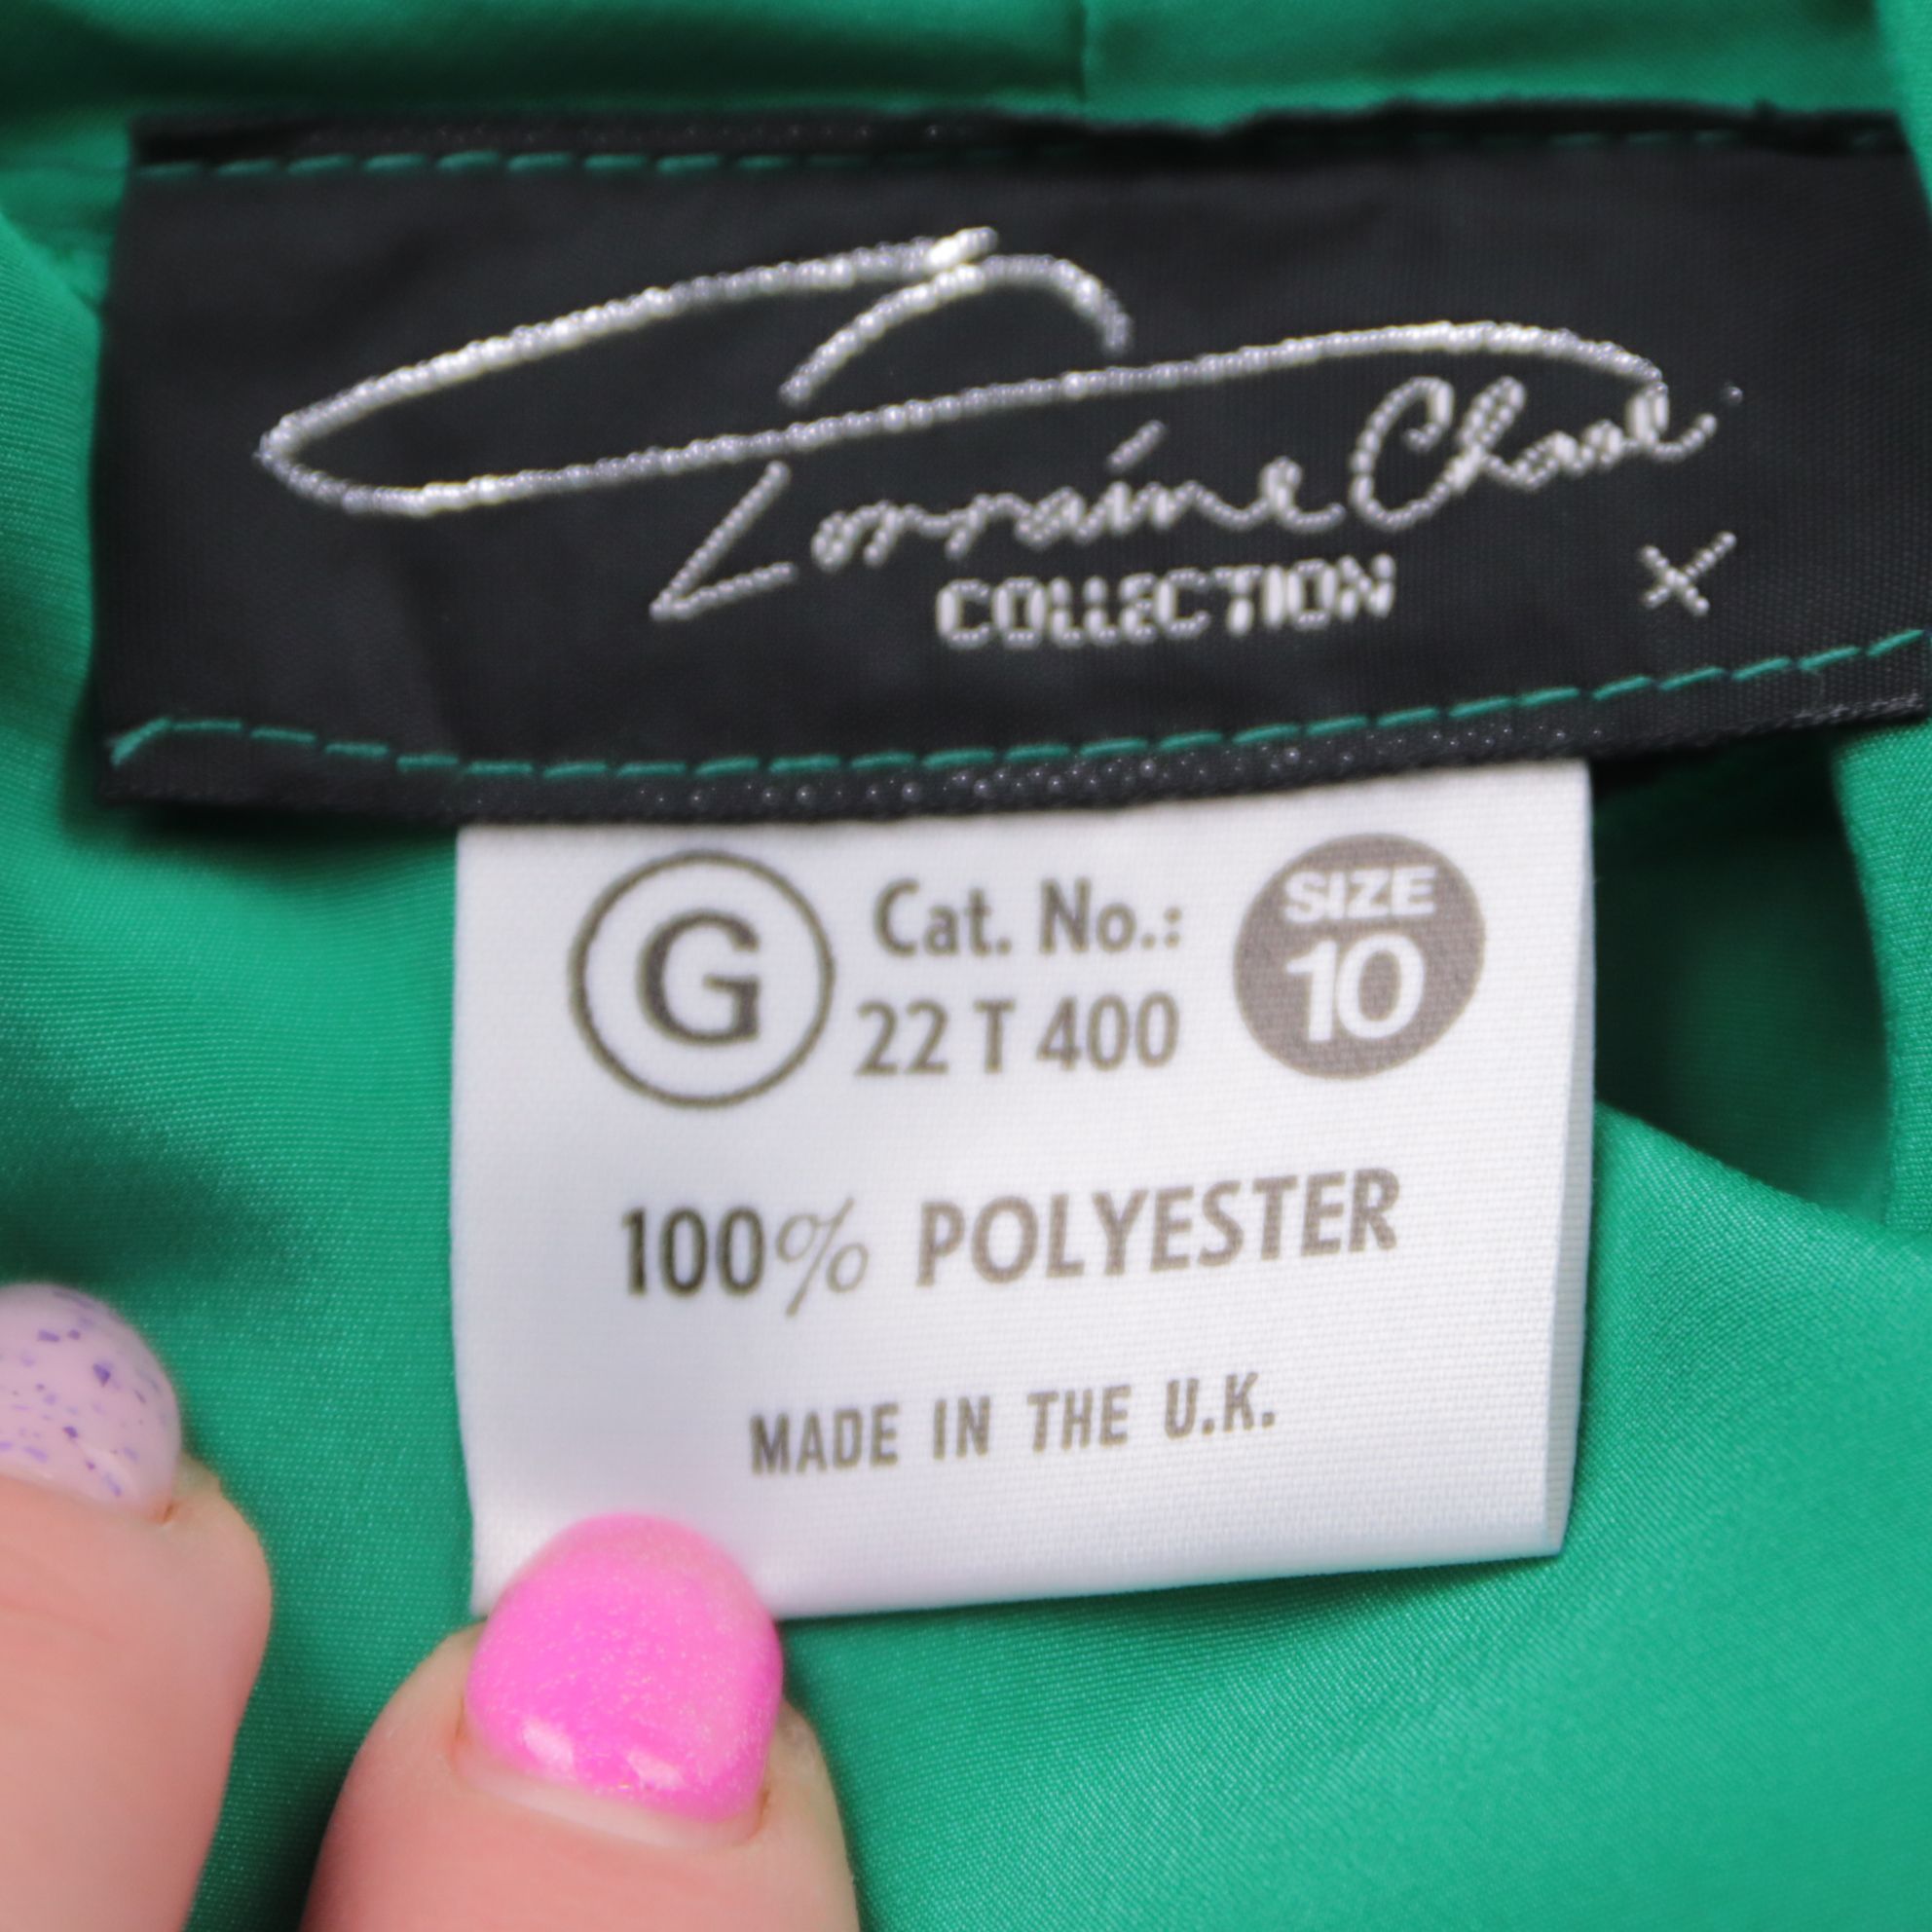 Lorraine Chase
COLLECTION
X
G
Cat. No.:
22 T 400
SIZE
10
100% POLYESTER
MADE IN THE U.K.